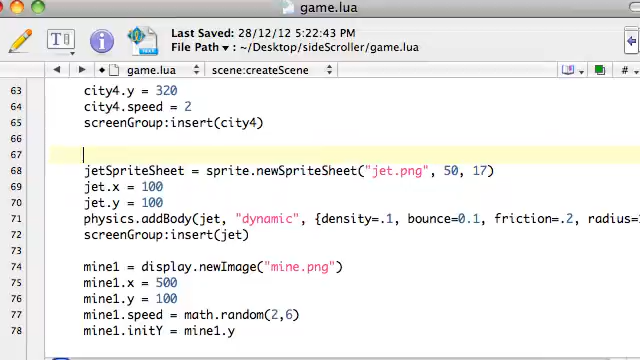 game.lua
Last Saved: 28/12/12 5:22:43 PM
File Path ▾: ~/Desktop/sideScroller/game.lua
game.lua scene:createScene #
63 city4.y = 320
64 city4.speed = 2
65 screenGroup:insert(city4)
66
67
68 jetSpriteSheet = sprite.newSpriteSheet("jet.png", 50, 17)
69 jet.x = 100
70 jet.y = 100
71 physics.addBody(jet, "dynamic", {density=.1, bounce=0.1, friction=.2, radius=
72 screenGroup:insert(jet)
73
74 mine1 = display.newImage("mine.png")
75 mine1.x = 500
76 mine1.y = 100
77 mine1.speed = math.random(2,6)
78 mine1.initY = mine1.y